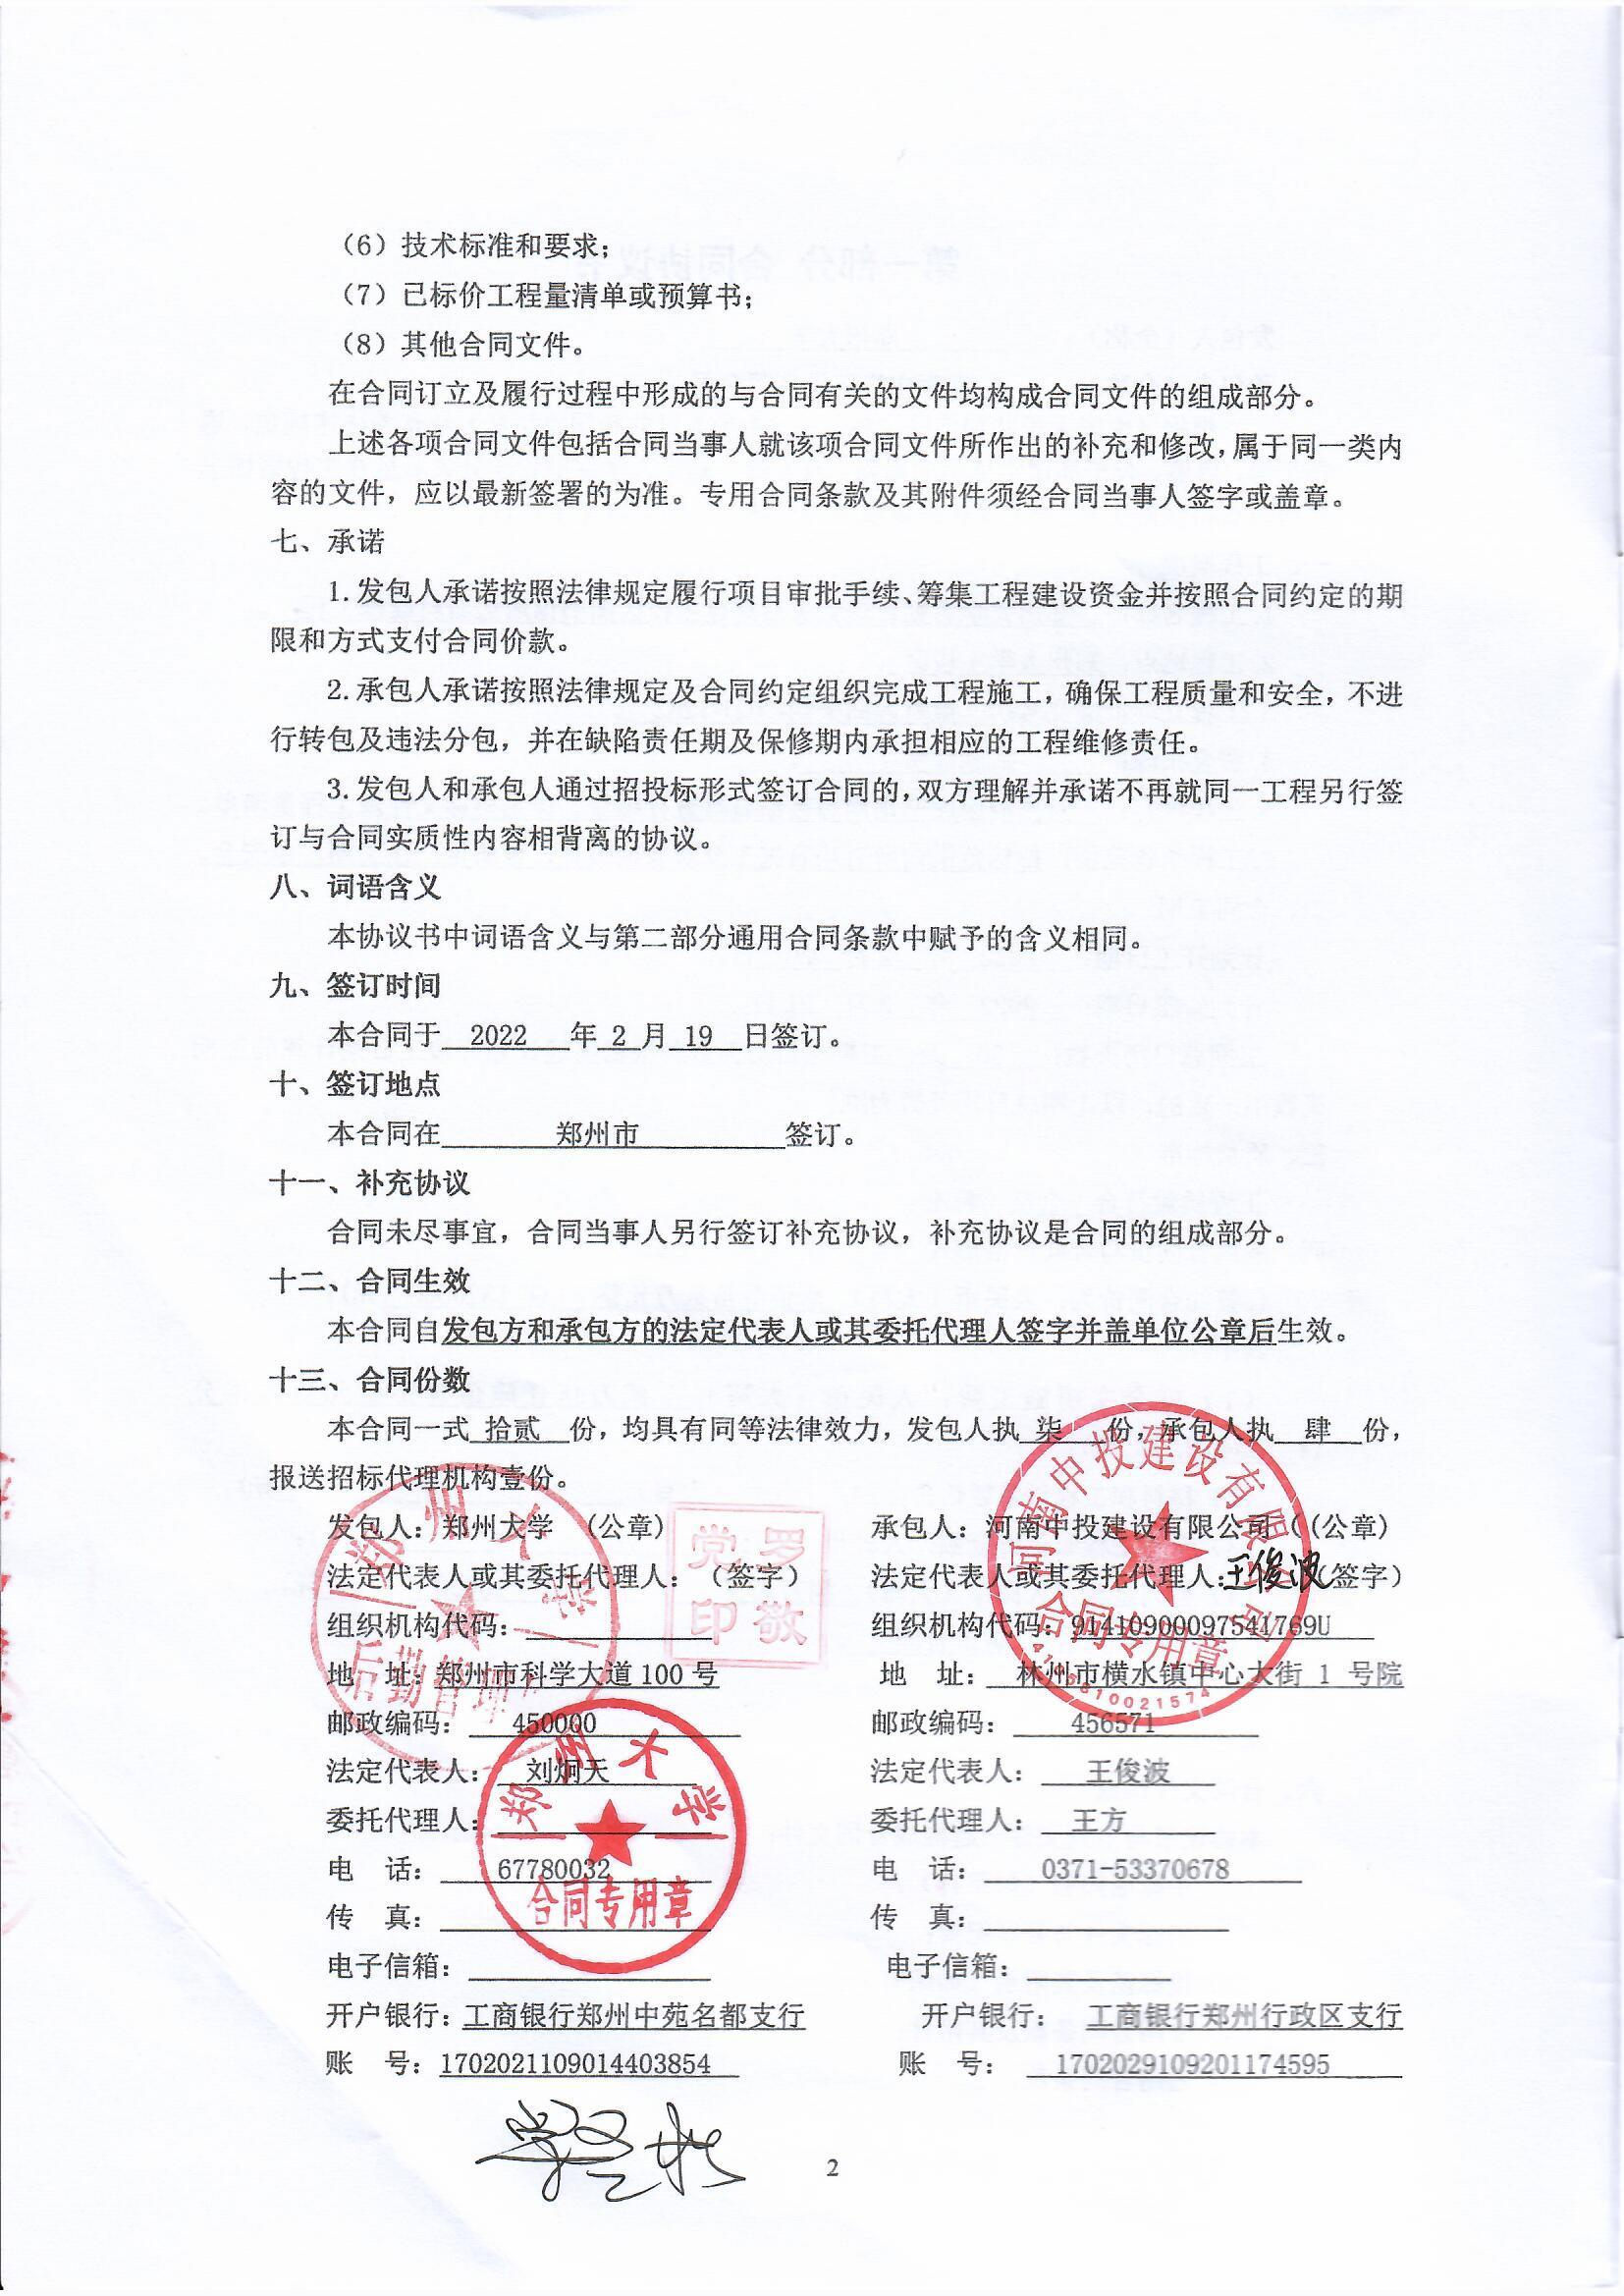 （6）技术标准和要求；
（7）已标价工程量清单或预算书；
（8）其他合同文件。
在合同订立及履行过程中形成的与合同有关的文件均构成合同文件的组成部分。
上述各项合同文件包括合同当事人就该项合同文件所作出的补充和修改，属于同一类内
容的文件，应以最新签署的为准。专用合同条款及其附件须经合同当事人签字或盖章。
七、承诺
1.发包人承诺按照法律规定履行项目审批手续、筹集工程建设资金并按照合同约定的期
限和方式支付合同价款。
2.承包人承诺按照法律规定及合同约定组织完成工程施工，确保工程质量和安全，不进
行转包及违法分包，并在缺陷责任期及保修期内承担相应的工程维修责任。
3.发包人和承包人通过招投标形式签订合同的，双方理解并承诺不再就同一工程另行签
订与合同实质性内容相背离的协议。
八、词语含义
本协议书中词语含义与第二部分通用合同条款中赋予的含义相同。
九、签订时间
本合同于 2022 年 2 月 19 日签订。
十、签订地点
本合同在 郑州市 签订。
十一、补充协议
合同未尽事宜，合同当事人另行签订补充协议，补充协议是合同的组成部分。
十二、合同生效
本合同自发包方和承包方的法定代表人或其委托代理人签字并盖单位公章后生效。
十三、合同份数
本合同一式 拾贰 份，均具有同等法律效力，发包人执 柒 份，承包人执 肆 份，
报送招标代理机构壹份。
发包人：郑州大学 （公章） 承包人：河南中投建设有限公司（（公章）
法定代表人或其委托代理人：（签字） 法定代表人或其委托代理人：王俊波（签字）
组织机构代码： 组织机构代码：91410900097541769U
地 址：郑州市科学大道 100 号 地 址： 林州市横水镇中心大街 1 号院
邮政编码： 450000 邮政编码： 456571
法定代表人： 刘炯天 法定代表人： 王俊波
委托代理人： 委托代理人： 王方
电 话： 67780032 电 话： 0371-53370678
传 真： 传 真：
电子信箱： 电子信箱：
开户银行：工商银行郑州中苑名都支行 开户银行： 工商银行郑州行政区支行
账 号：1702021109014403854 账 号： 1702029109201174595
郑州大学
后勤管理
党罗
印敬
河南中投建设有限公司
合同专用章
郑州大学
合同专用章
2